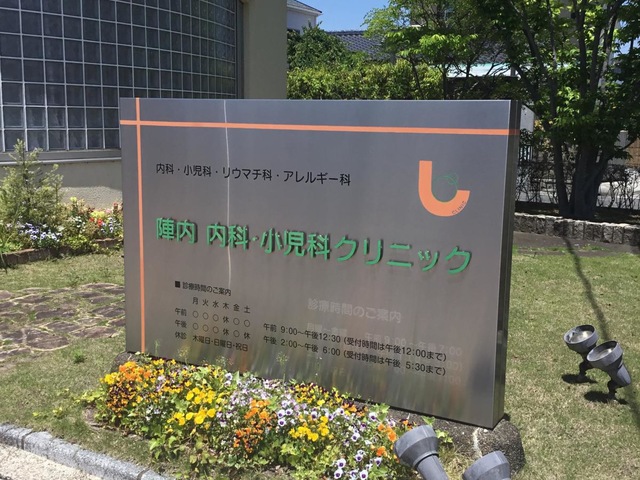 内科・小児科・リウマチ科・アレルギー科
陣内 内科・小児科クリニック
■ 診療時間のご案内
月 火 水 木 金 土
午前 ○ ○ ○ 休 ○ ○ 午前 9:00〜午後12:30 (受付時間は午後12:00まで)
午後 ○ ○ ○ 休 ○ 休 午後 2:00〜午後 6:00 (受付時間は午後 5:30まで)
休診 木曜日・日曜日・祝日
診療時間のご案内